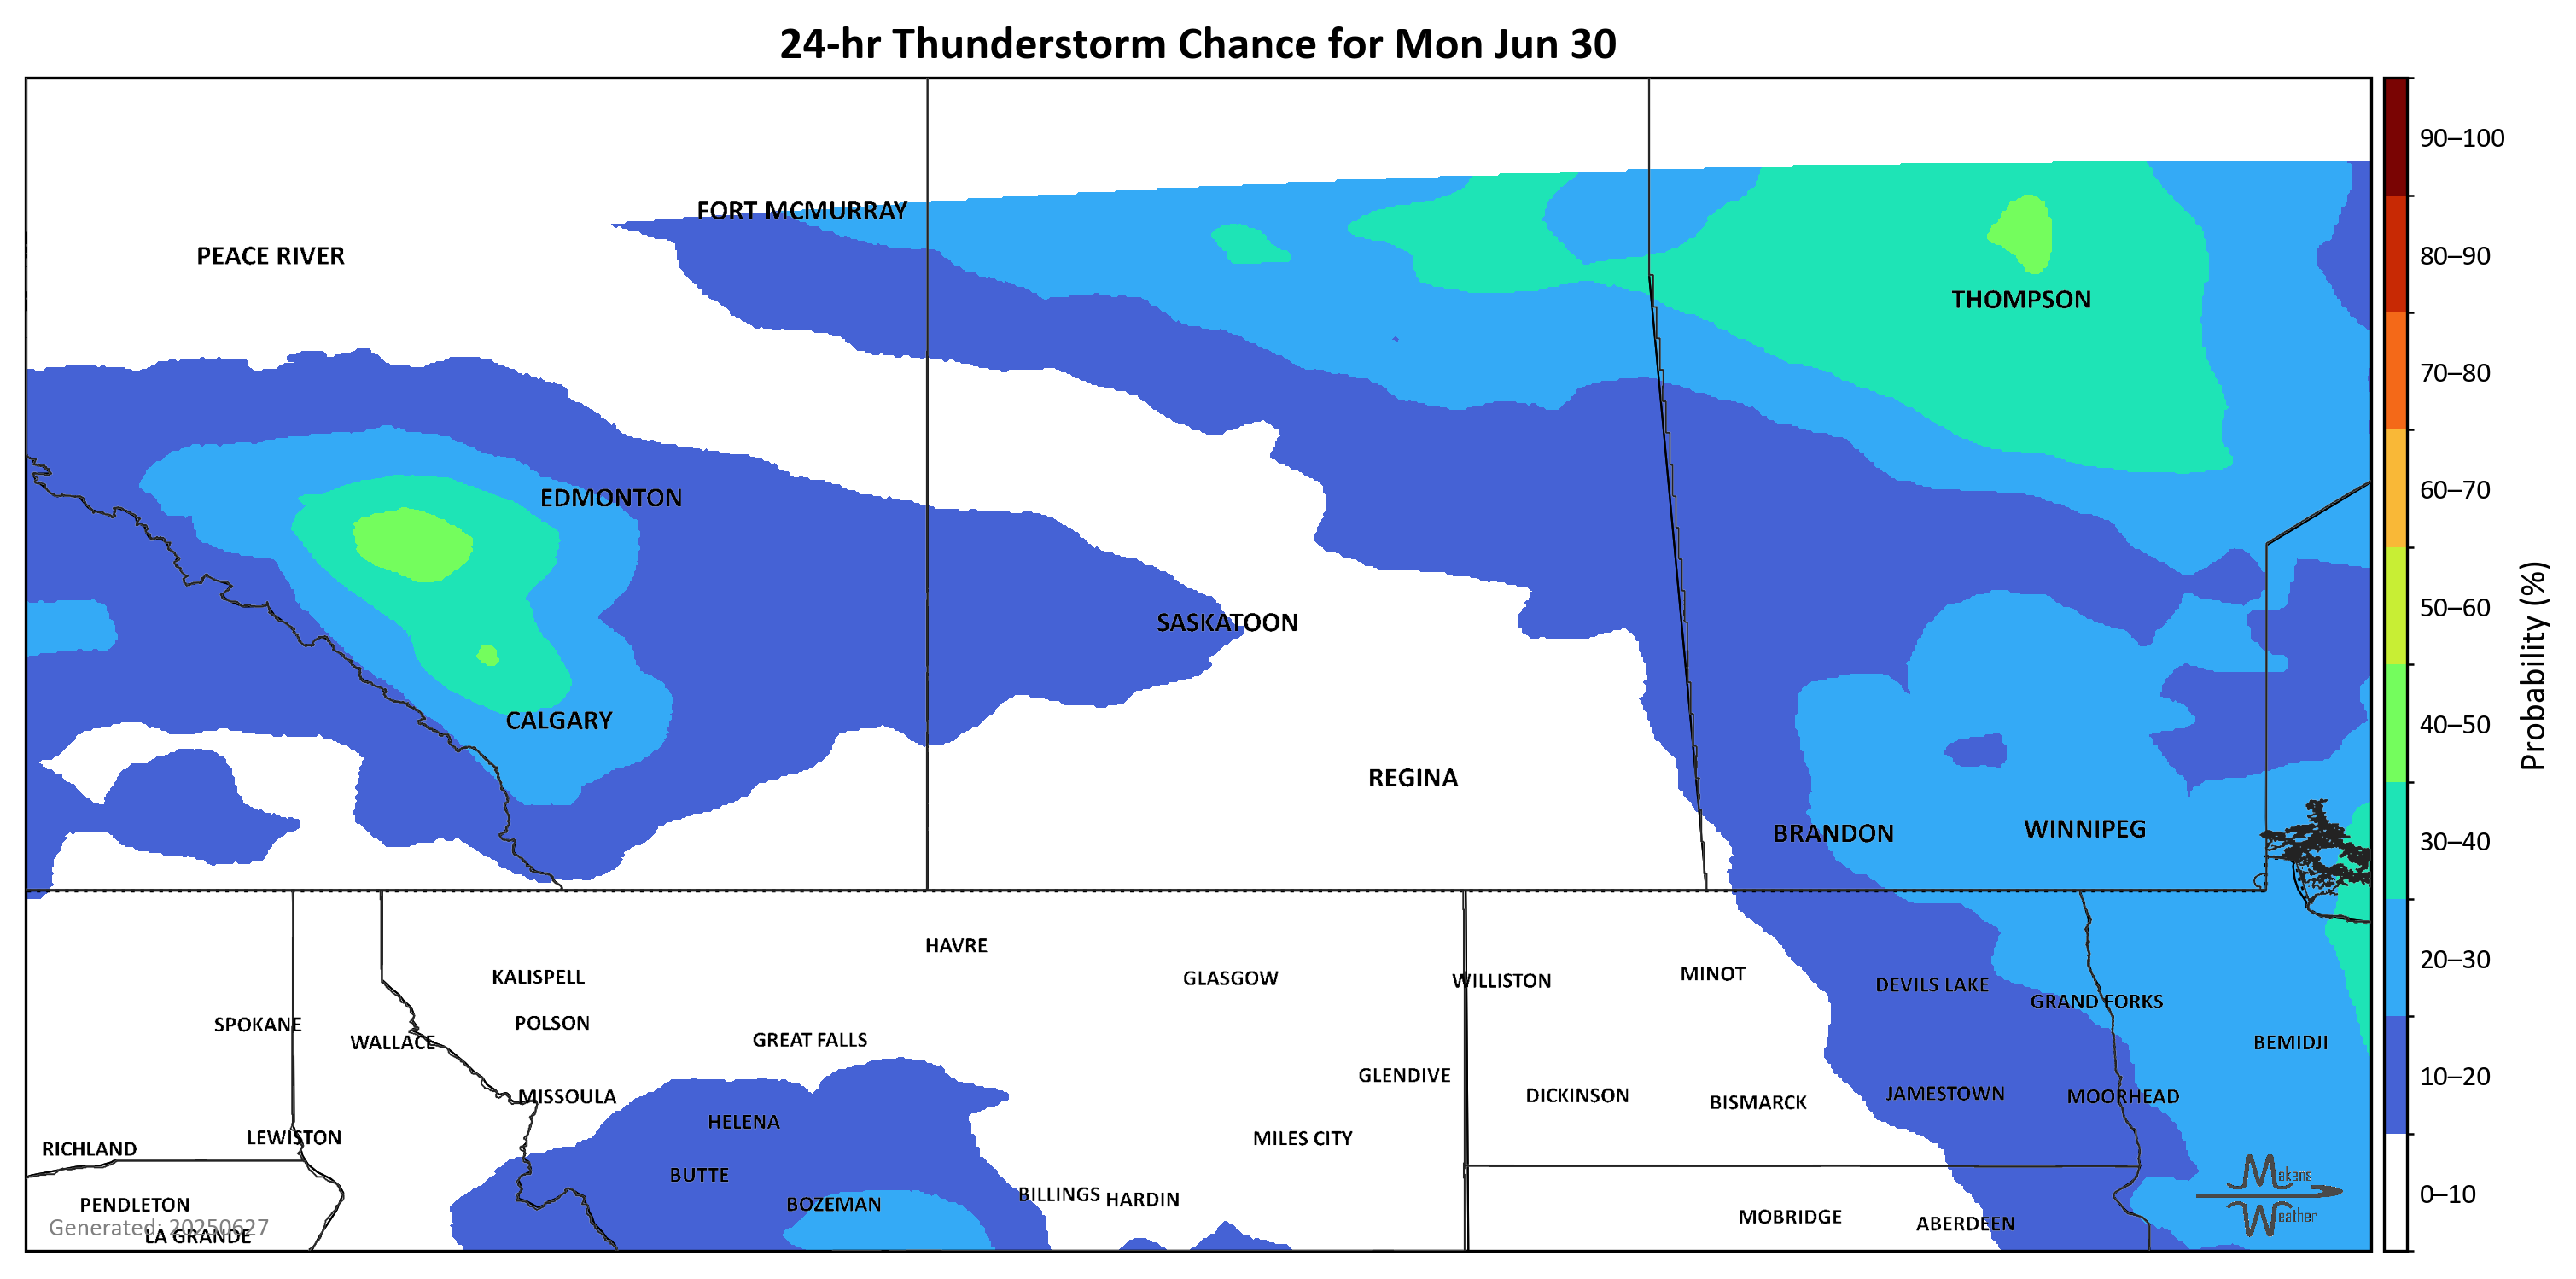 24-hr Thunderstorm Chance for Mon Jun 30
FORT MCMURRAY
PEACE RIVER
THOMPSON
EDMONTON
SASKATOON
CALGARY
REGINA
BRANDON
WINNIPEG
HAVRE
KALISPELL
GLASGOW
WILLISTON
MINOT
DEVILS LAKE
GRAND FORKS
SPOKANE
POLSON
WALLACE
GREAT FALLS
BEMIDJI
GLENDIVE
MISSOULA
DICKINSON
BISMARCK
JAMESTOWN
MOORHEAD
HELENA
LEWISTON
MILES CITY
RICHLAND
BUTTE
PENDLETON
BOZEMAN
BILLINGS
HARDIN
MOBRIDGE
ABERDEEN
Generated: 20250627
LA GRANDE
Makens
Weather
90–100
80–90
70–80
60–70
50–60
40–50
30–40
20–30
10–20
0–10
Probability (%)